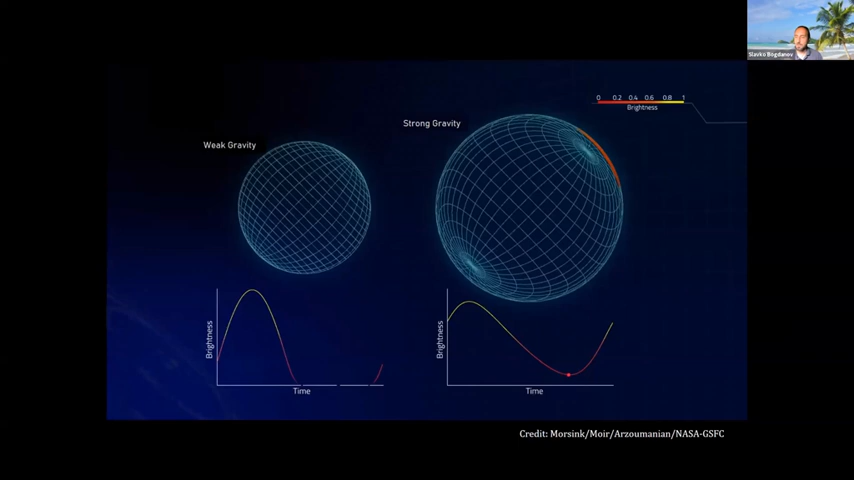 Slavko Bogdanov
0 0.2 0.4 0.6 0.8 1
Brightness
Strong Gravity
Weak Gravity
Brightness
Time
Brightness
Time
Credit: Morsink/Moir/Arzoumanian/NASA-GSFC